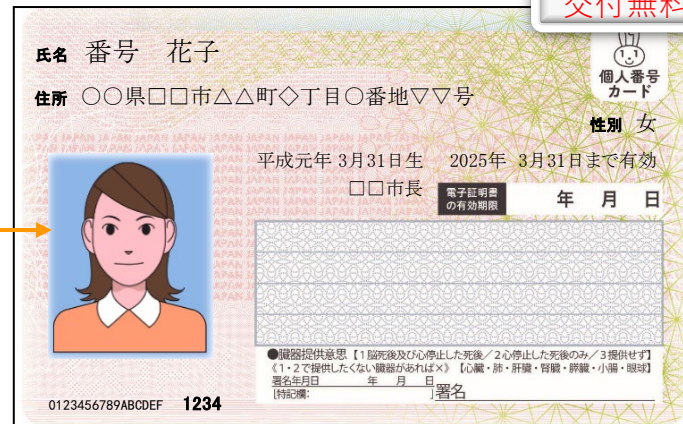 交付無料
氏名 番号 花子
個人番号
カード
住所 ○○県□□市△△町◇丁目○番地▽▽号
性別 女
平成元年 3月31日生 2025年 3月31日まで有効
□□市長 電子証明書の有効期限 年 月 日
JAPAN JAPAN JAPAN JAPAN JAPAN JAPAN
●臓器提供意思【1 脳死後及び心停止した死後／2 心停止した死後のみ／3 提供せず】
《1・2で提供したくない臓器があれば×》【心臓・肺・肝臓・腎臓・膵臓・小腸・眼球】
署名年月日 年 月 日
[特記欄: ] 署名
0123456789ABCDEF 1234